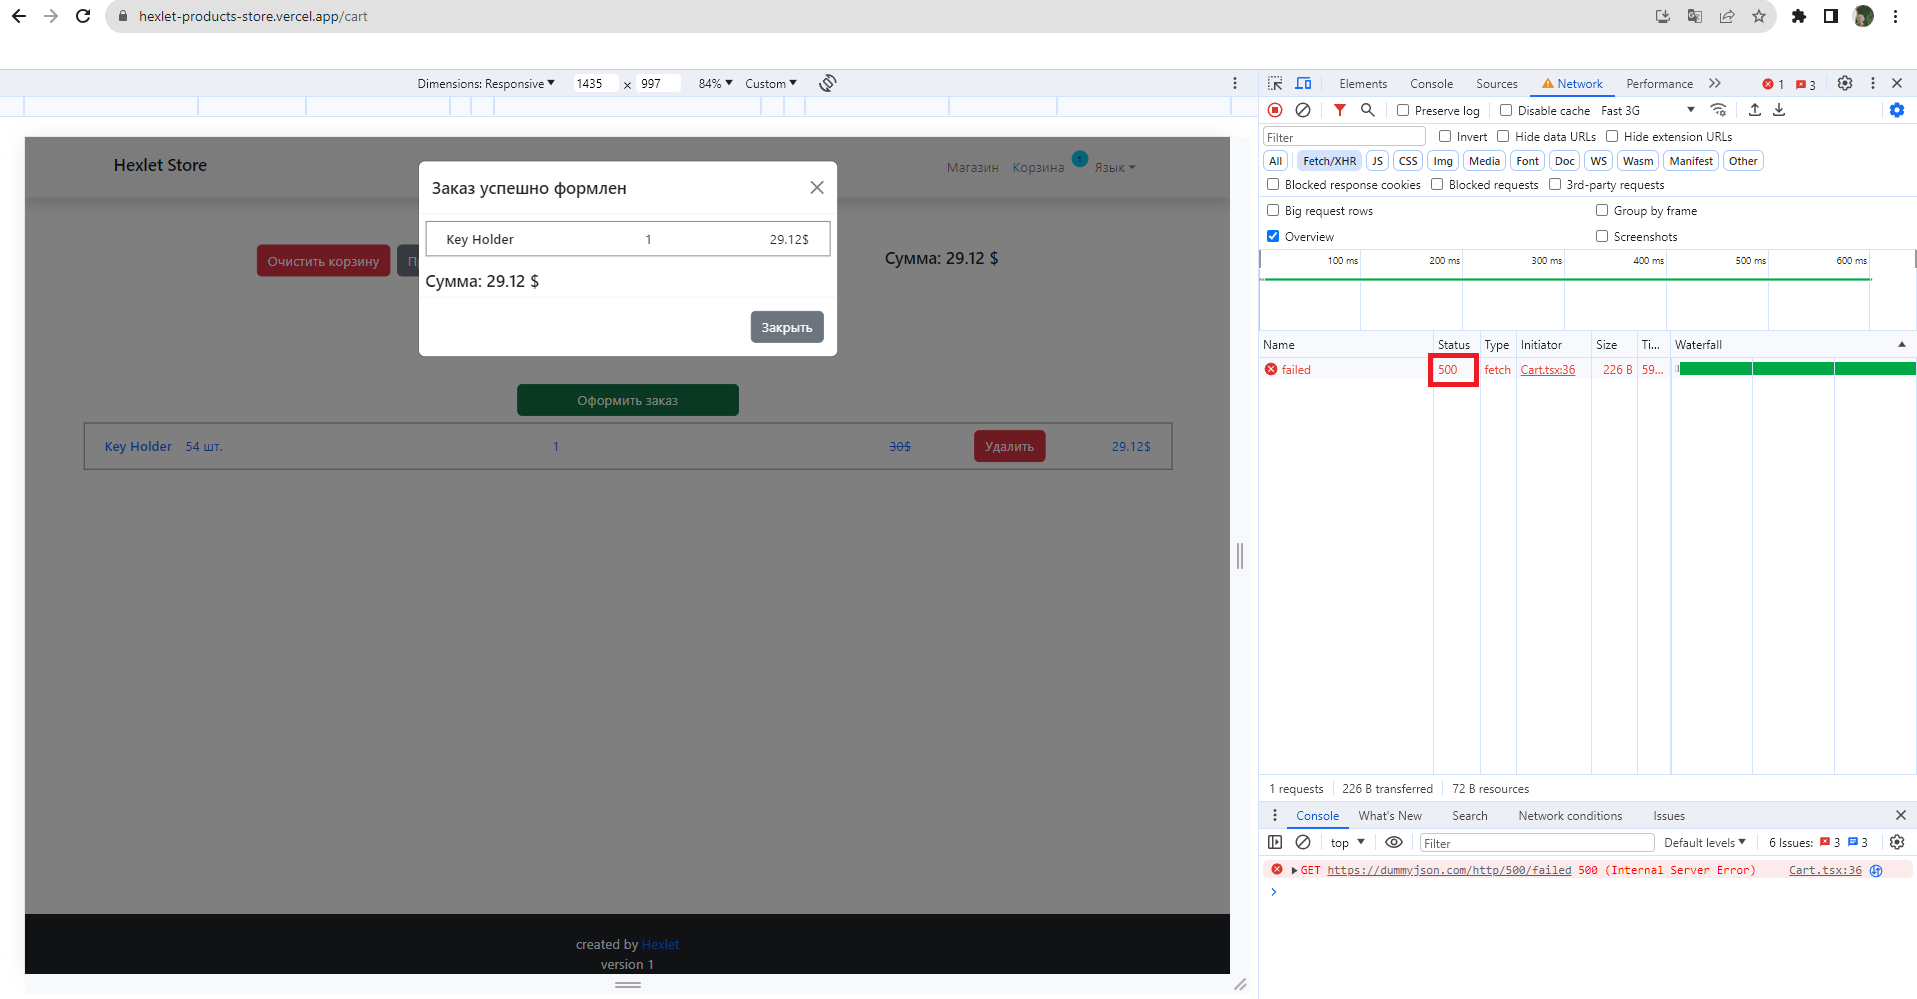 hexlet-products-store.vercel.app/cart
Dimensions: Responsive 1435 x 997 84% Custom
Hexlet Store
Магазин Корзина 1 Язык
Заказ успешно формлен
Key Holder 1 29.12$
Сумма: 29.12 $
Закрыть
Очистить корзину
Сумма: 29.12 $
Оформить заказ
Key Holder 54 шт. 1 30$ Удалить 29.12$
created by Hexlet
version 1
Elements Console Sources Network Performance 1 3
Preserve log Disable cache Fast 3G
Filter Invert Hide data URLs Hide extension URLs
All Fetch/XHR JS CSS Img Media Font Doc WS Wasm Manifest Other
Blocked response cookies Blocked requests 3rd-party requests
Big request rows Group by frame
Overview Screenshots
100 ms 200 ms 300 ms 400 ms 500 ms 600 ms
Name Status Type Initiator Size Ti... Waterfall
failed 500 fetch Cart.tsx:36 226 B 59...
1 requests 226 B transferred 72 B resources
Console What's New Search Network conditions Issues
top Filter Default levels 6 Issues: 3 3
GET https://dummyjson.com/http/500/failed 500 (Internal Server Error) Cart.tsx:36